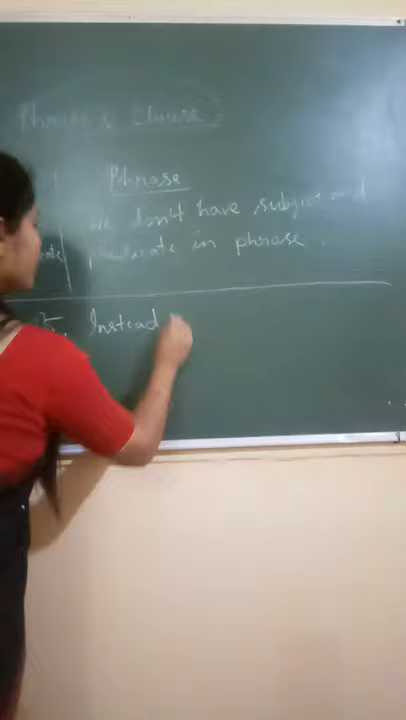 Phrase & Clause
Phrase
We don't have subject and
predicate in phrase.
Instead